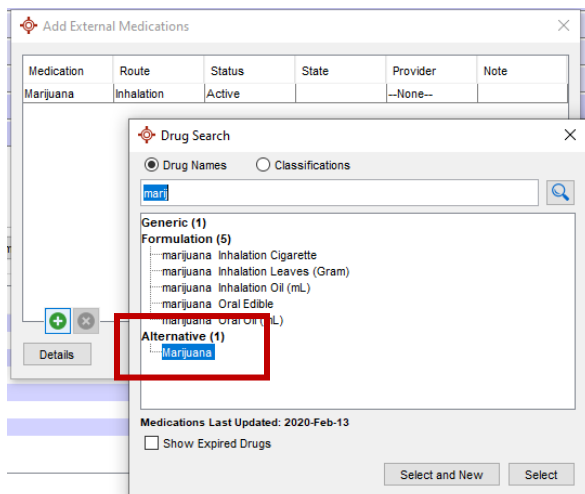 Add External Medications
Medication Route Status State Provider Note
Marijuana Inhalation Active --None--
Drug Search
Drug Names Classifications
marij
Generic (1)
Formulation (5)
marijuana Inhalation Cigarette
marijuana Inhalation Leaves (Gram)
marijuana Inhalation Oil (mL)
marijuana Oral Edible
marijuana Oral Oil (mL)
Alternative (1)
Marijuana
Details
Medications Last Updated: 2020-Feb-13
Show Expired Drugs
Select and New Select